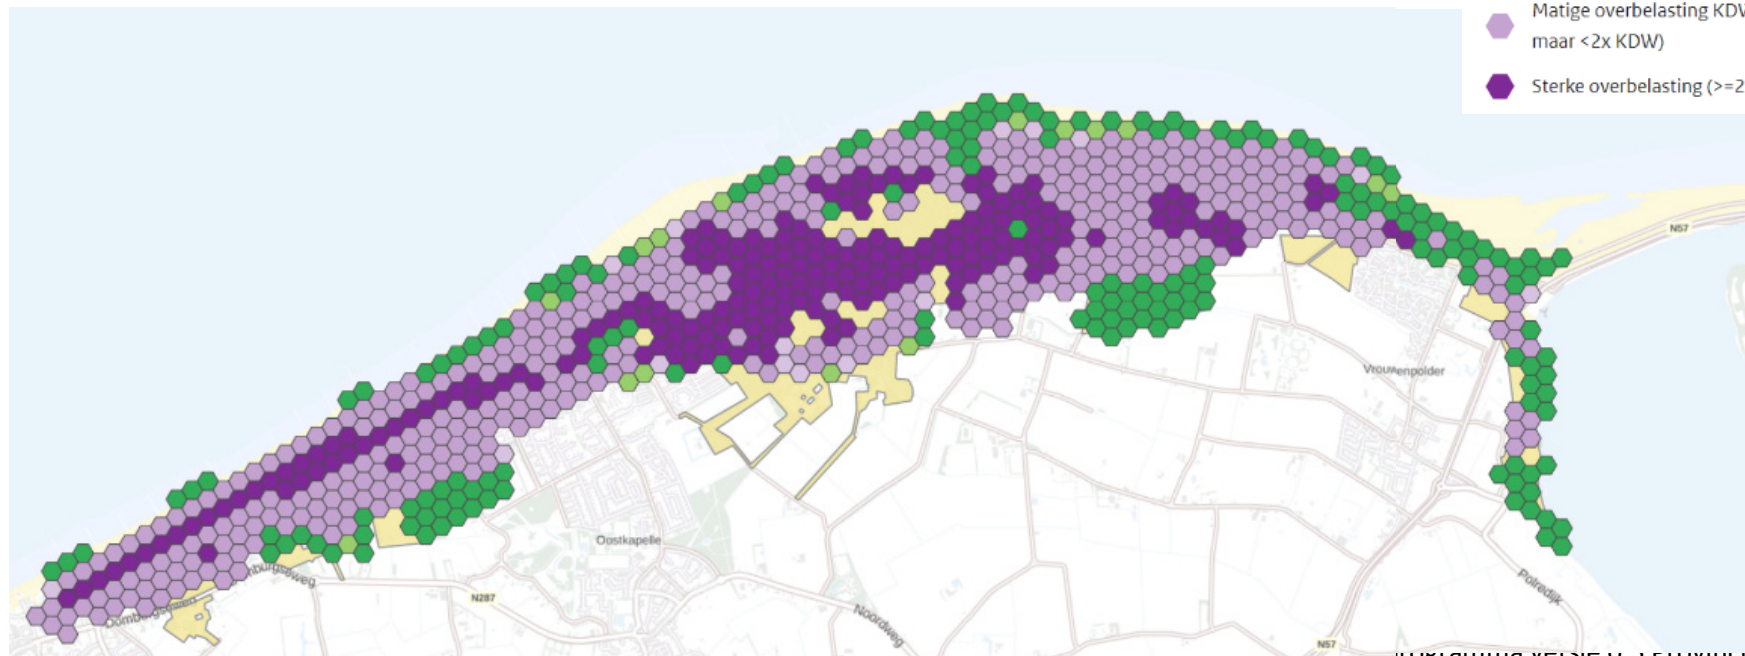 Matige overbelasting KDW
maar <2x KDW)
Sterke overbelasting (>=2
N57
Vrouwenpolder
Oostkapelle
N287
Noordweg
Polredijk
N57